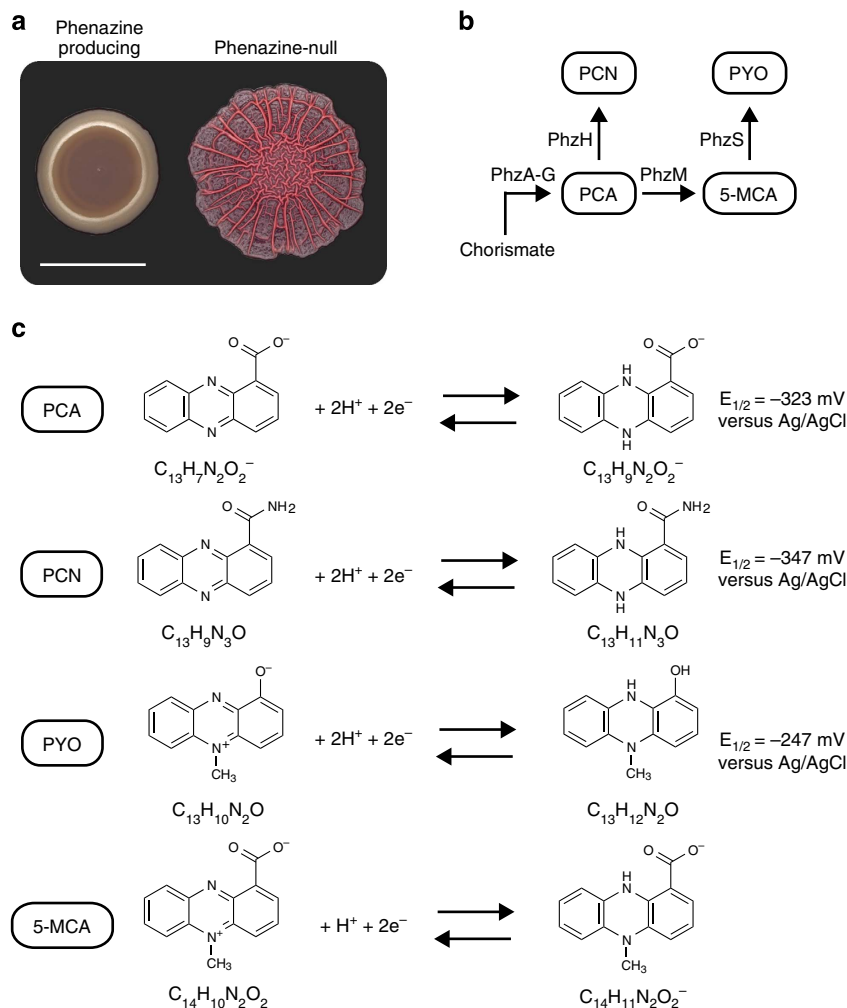 a
Phenazine
producing
Phenazine-null
b
PCN
PYO
PhzH
PhzS
PhzA-G
PhzM
PCA
5-MCA
Chorismate
c
PCA
O
O⁻
N
N
+ 2H⁺ + 2e⁻
O
O⁻
H
N
N
H
E₁/₂ = –323 mV
versus Ag/AgCl
C₁₃H₇N₂O₂⁻
C₁₃H₉N₂O₂⁻
PCN
O
NH₂
N
N
+ 2H⁺ + 2e⁻
O
NH₂
H
N
N
H
E₁/₂ = –347 mV
versus Ag/AgCl
C₁₃H₉N₃O
C₁₃H₁₁N₃O
PYO
O⁻
N
N⁺
CH₃
+ 2H⁺ + 2e⁻
OH
H
N
N
CH₃
E₁/₂ = –247 mV
versus Ag/AgCl
C₁₃H₁₀N₂O
C₁₃H₁₂N₂O
5-MCA
O
O⁻
N
N⁺
CH₃
+ H⁺ + 2e⁻
O
O⁻
H
N
N
CH₃
C₁₄H₁₀N₂O₂
C₁₄H₁₁N₂O₂⁻